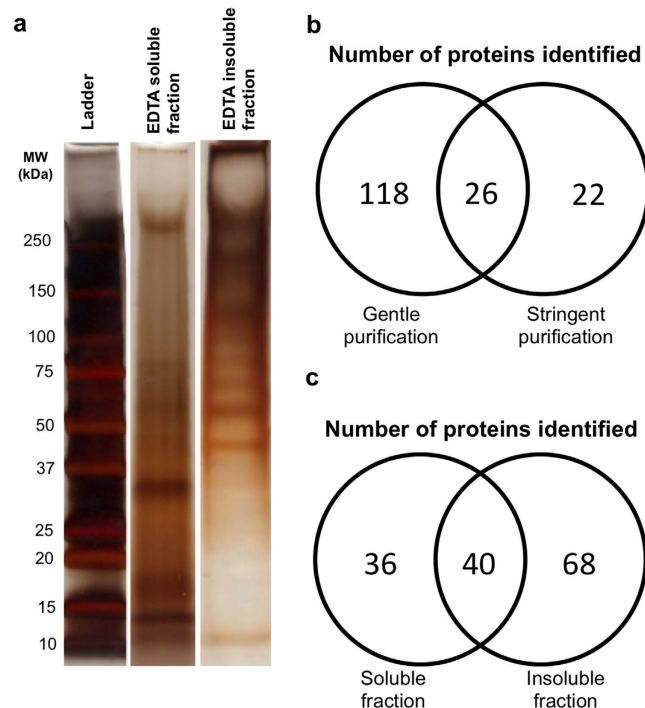 a
Ladder
EDTA soluble
fraction
EDTA insoluble
fraction
MW
(kDa)
250
150
100
75
50
37
25
20
15
10
b
Number of proteins identified
118
26
22
Gentle
purification
Stringent
purification
c
Number of proteins identified
36
40
68
Soluble
fraction
Insoluble
fraction